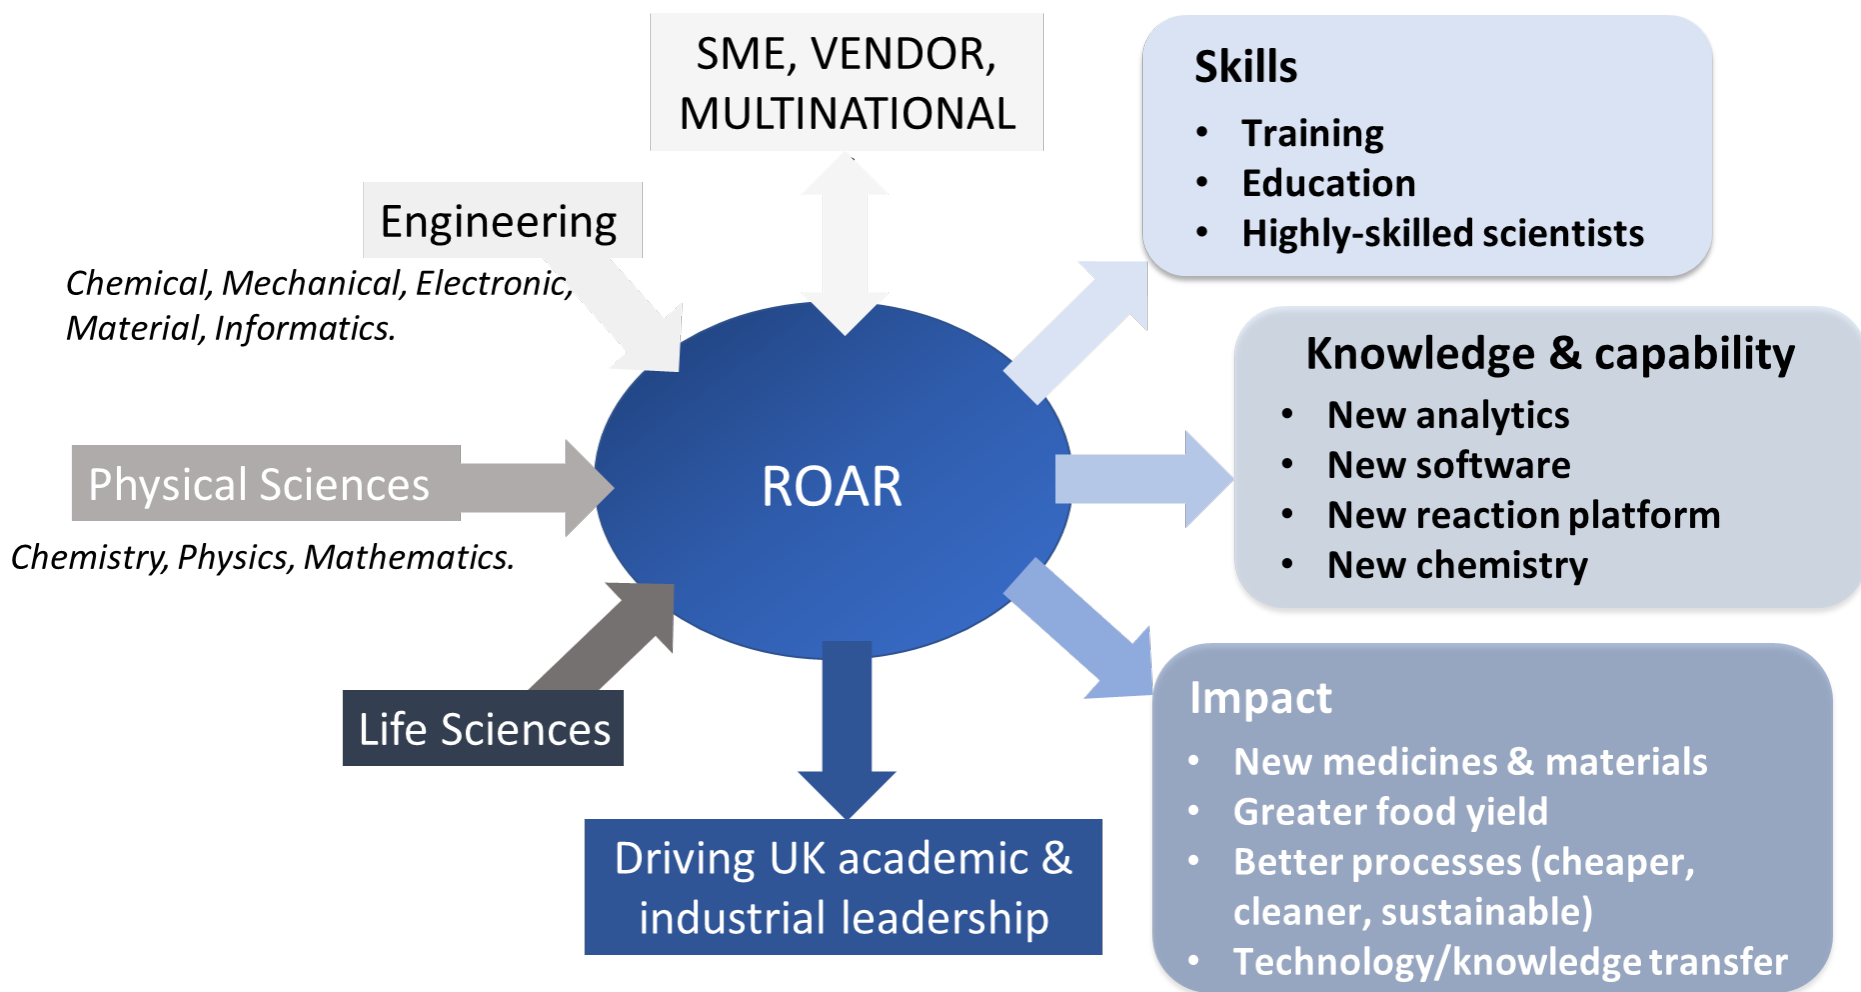 SME, VENDOR,
MULTINATIONAL
Engineering
Chemical, Mechanical, Electronic,
Material, Informatics.
Physical Sciences
Chemistry, Physics, Mathematics.
Life Sciences
ROAR
Driving UK academic &
industrial leadership
Skills
• Training
• Education
• Highly-skilled scientists
Knowledge & capability
• New analytics
• New software
• New reaction platform
• New chemistry
Impact
• New medicines & materials
• Greater food yield
• Better processes (cheaper,
cleaner, sustainable)
• Technology/knowledge transfer